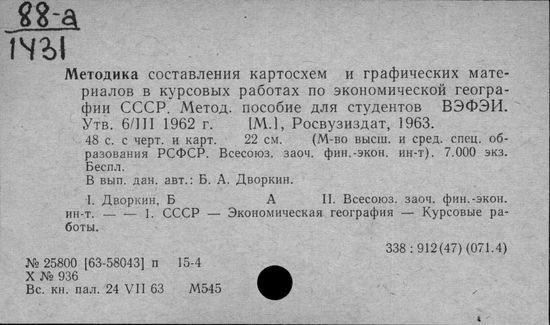 88-а
1431
Методика составления картосхем и графических мате-
риалов в курсовых работах по экономической геогра-
фии СССР. Метод. пособие для студентов ВЭФЭИ.
Утв. 6/III 1962 г. [М.], Росвузиздат, 1963.
48 с. с черт. и карт. 22 см. (М-во высш. и сред. спец. об-
разования РСФСР. Всесоюз. заоч. фин.-экон. ин-т). 7.000 экз.
Беспл.
В вып. дан. авт.: Б. А. Дворкин.
I. Дворкин, Б А II. Всесоюз. заоч. фин.-экон.
ин-т. — — 1. СССР — Экономическая география — Курсовые ра-
боты.
338 : 912(47) (071.4)
№ 25800 [63-58043] п 15-4
Х № 936
Вс. кн. пал. 24 VII 63 М545